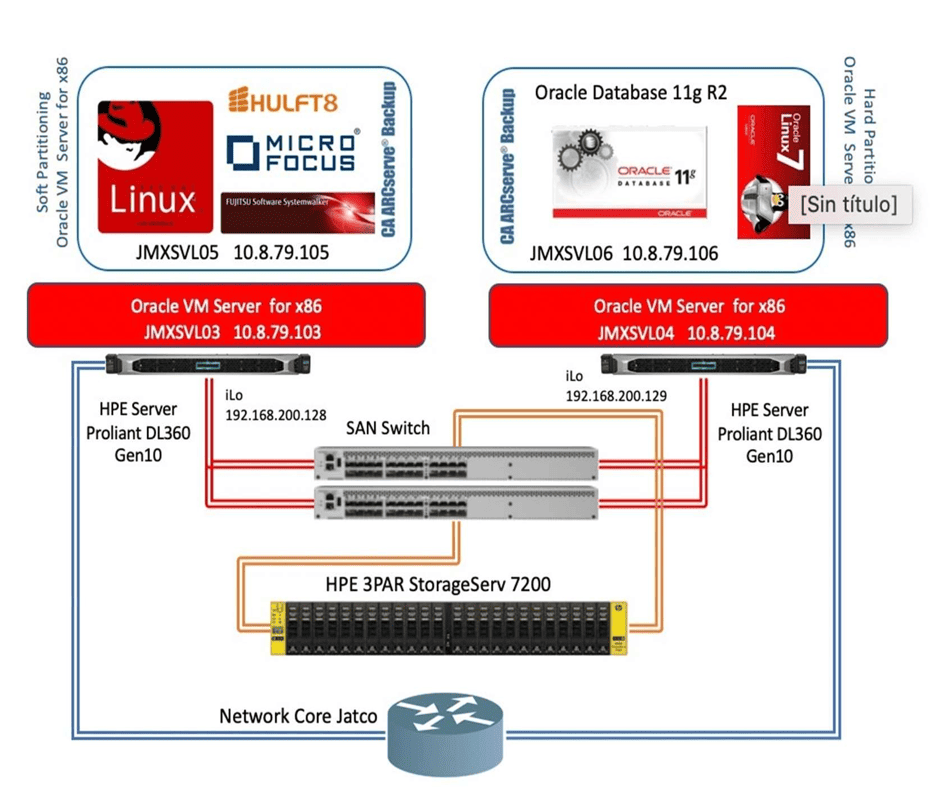 Soft Partitioning
Oracle VM Server for x86
HULFT8
MICRO
FOCUS®
Linux
FUJITSU Software Systemwalker
CA ARCserve® Backup
JMXSVL05 10.8.79.105
Oracle Database 11g R2
CA ARCserve® Backup
ORACLE
DATABASE 11g
ORACLE
Oracle
Linux
7
ORACLE
JMXSVL06 10.8.79.106
Hard
Oracle VM
x86
[Sin título]
Oracle VM Server for x86
JMXSVL03 10.8.79.103
Oracle VM Server for x86
JMXSVL04 10.8.79.104
iLo
192.168.200.128
iLo
192.168.200.129
HPE Server
Proliant DL360
Gen10
HPE Server
Proliant DL360
Gen10
SAN Switch
HPE 3PAR StorageServ 7200
Network Core Jatco